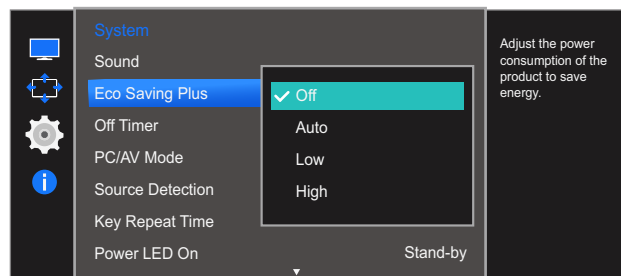 System
Sound
Eco Saving Plus
Off Timer
PC/AV Mode
Source Detection
Key Repeat Time
Power LED On
Stand-by
Off
Auto
Low
High
Adjust the power
consumption of the
product to save
energy.